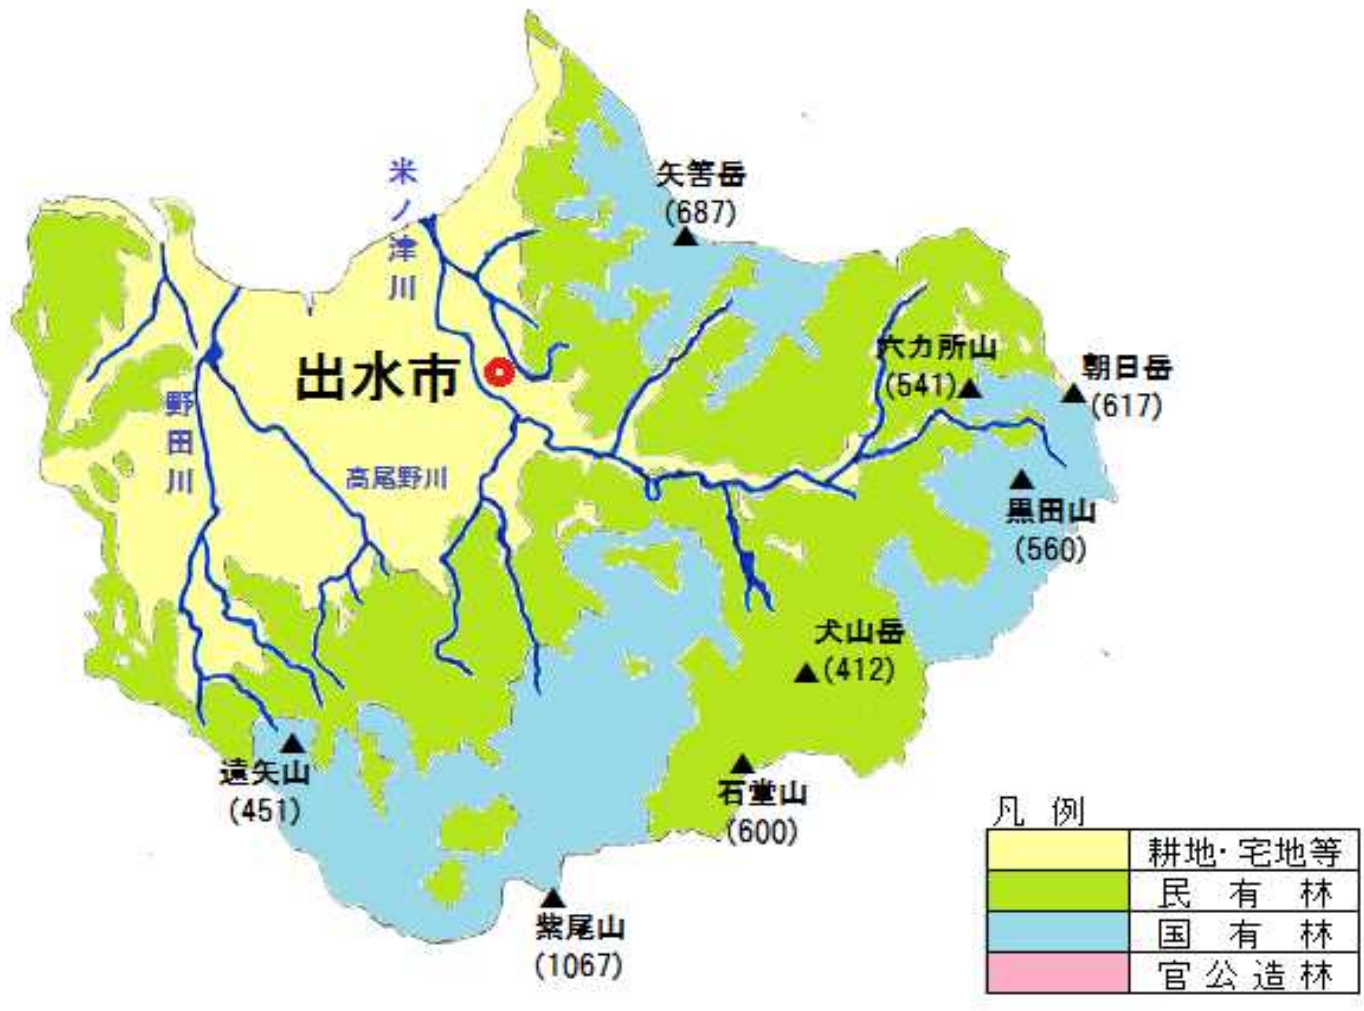 米ノ津川
矢筈岳
(687)
六カ所山
(541)
朝日岳
(617)
出水市
野田川
高尾野川
黒田山
(560)
犬山岳
(412)
遠矢山
(451)
石堂山
(600)
紫尾山
(1067)
凡例
耕地・宅地等
民有林
国有林
官公造林